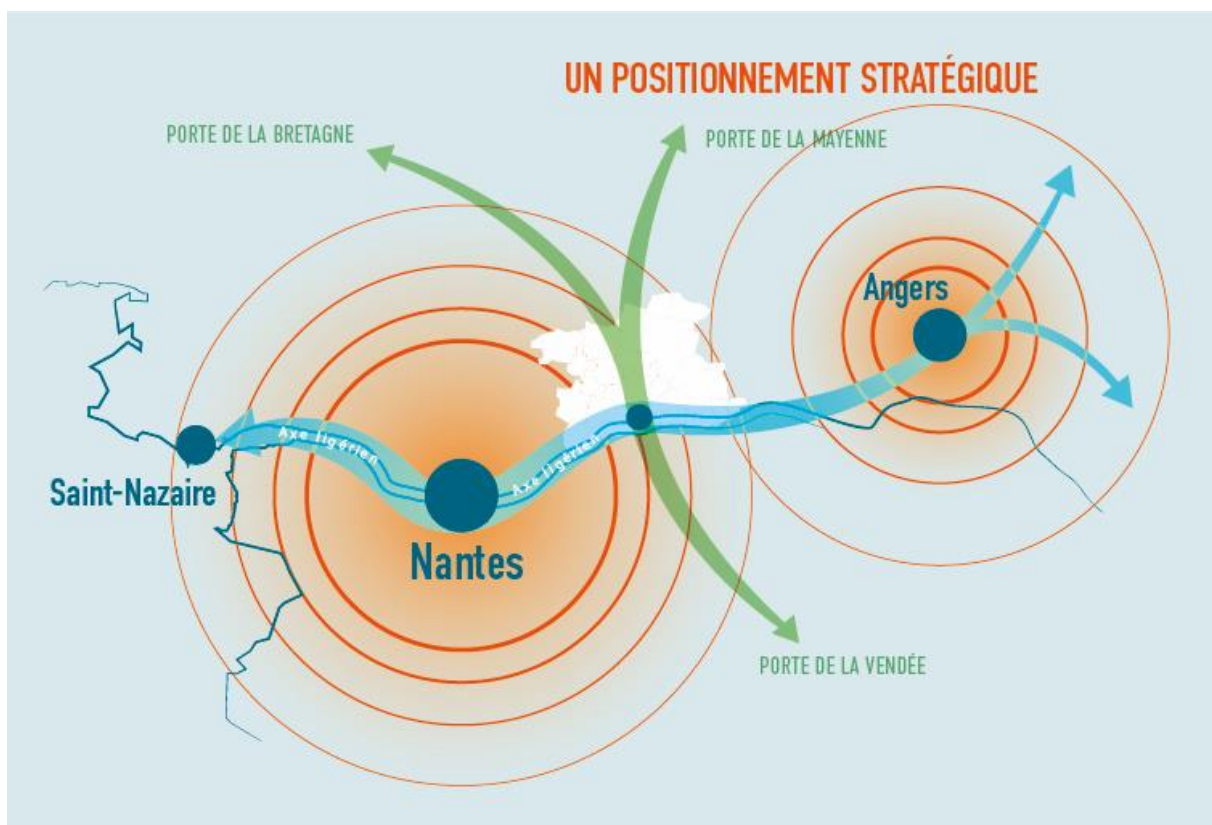 UN POSITIONNEMENT STRATÉGIQUE
PORTE DE LA BRETAGNE
PORTE DE LA MAYENNE
Angers
Axe ligérien
Axe ligérien
Saint-Nazaire
Nantes
PORTE DE LA VENDÉE